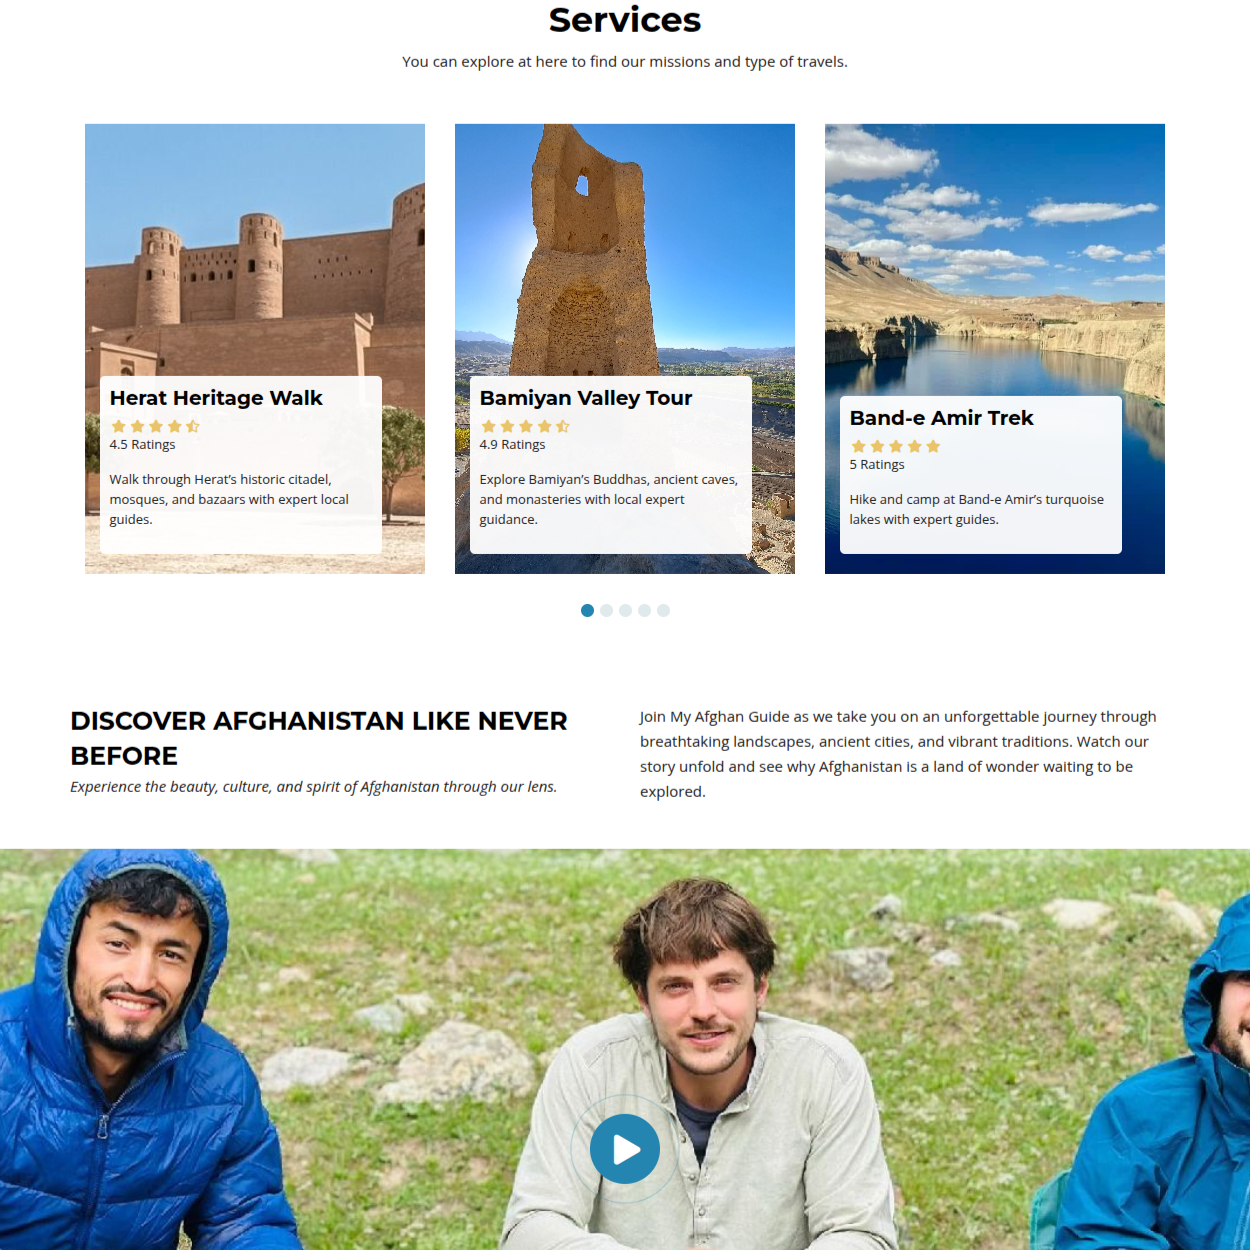 Services
You can explore at here to find our missions and type of travels.
Herat Heritage Walk
4.5 Ratings
Walk through Herat’s historic citadel,
mosques, and bazaars with expert local
guides.
Bamiyan Valley Tour
4.9 Ratings
Explore Bamiyan’s Buddhas, ancient caves,
and monasteries with local expert
guidance.
Band-e Amir Trek
5 Ratings
Hike and camp at Band-e Amir’s turquoise
lakes with expert guides.
DISCOVER AFGHANISTAN LIKE NEVER
BEFORE
Experience the beauty, culture, and spirit of Afghanistan through our lens.
Join My Afghan Guide as we take you on an unforgettable journey through
breathtaking landscapes, ancient cities, and vibrant traditions. Watch our
story unfold and see why Afghanistan is a land of wonder waiting to be
explored.